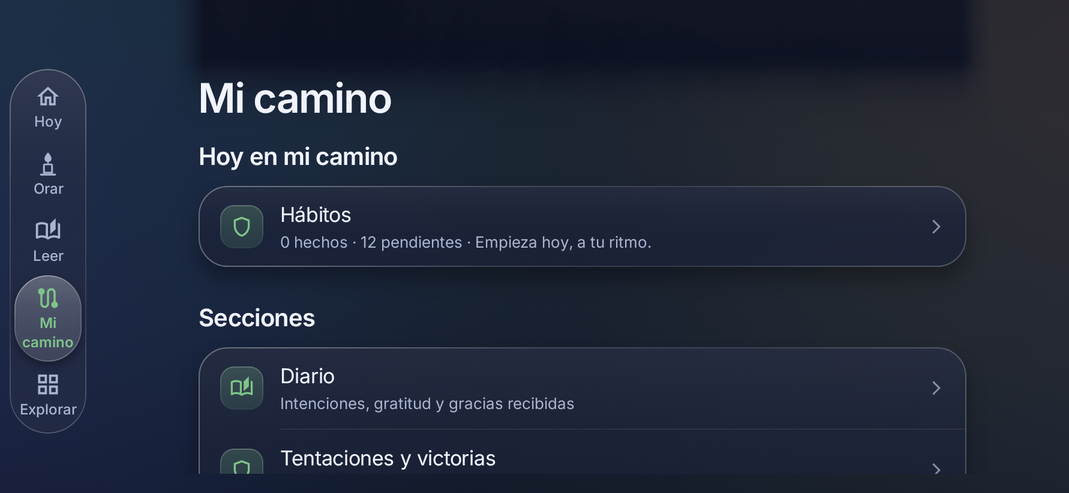 Mi camino
Hoy en mi camino
Hábitos
0 hechos · 12 pendientes · Empieza hoy, a tu ritmo.
Secciones
Diario
Intenciones, gratitud y gracias recibidas
Tentaciones y victorias
Hoy
Orar
Leer
Mi
camino
Explorar